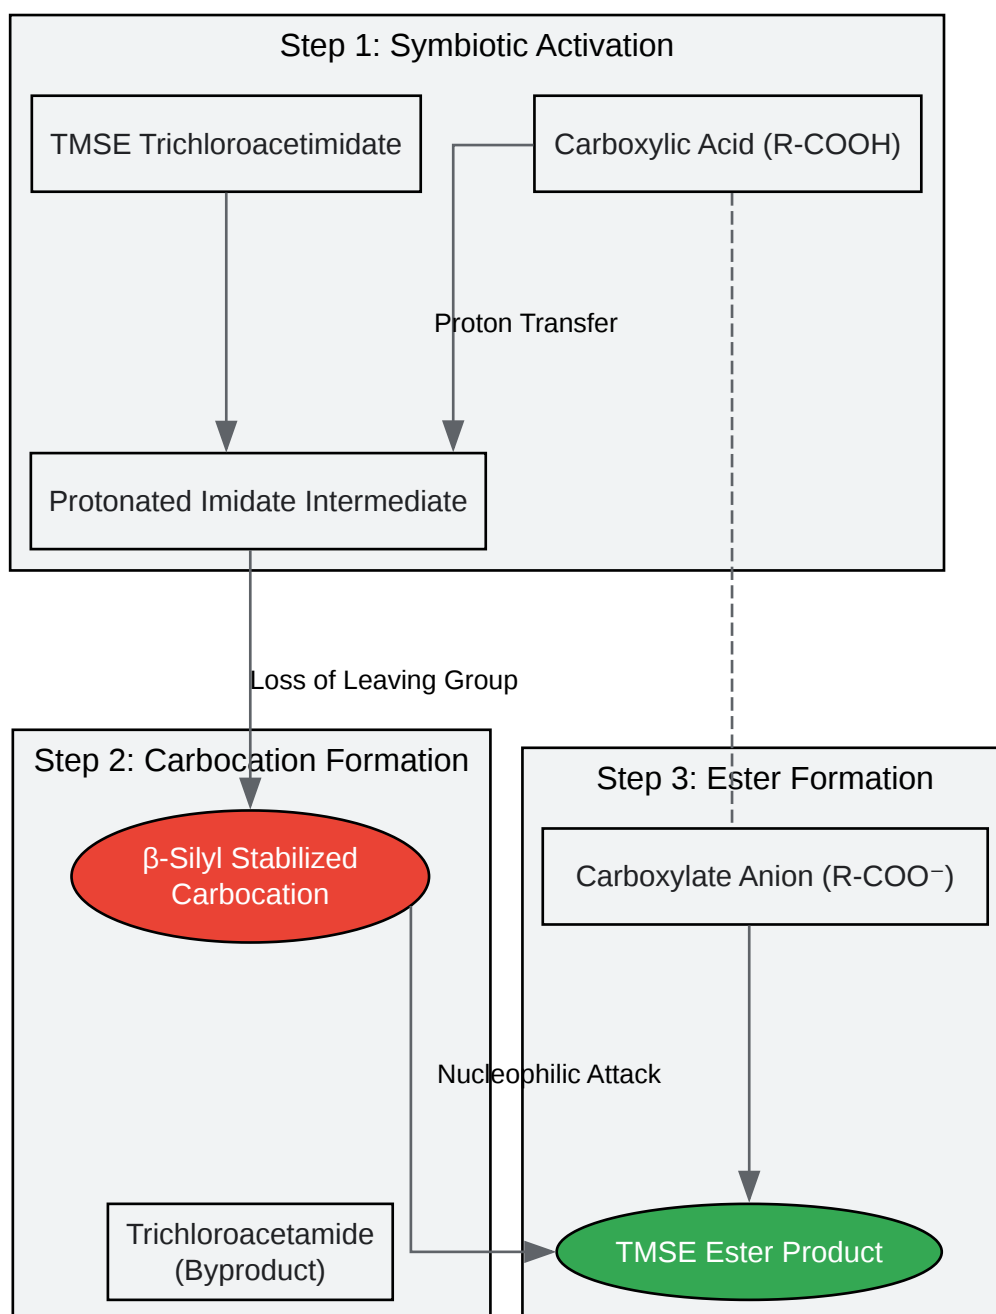 Step 1: Symbiotic Activation
TMSE Trichloroacetimidate
Carboxylic Acid (R-COOH)
Proton Transfer
Protonated Imidate Intermediate
Loss of Leaving Group
Step 2: Carbocation Formation
Step 3: Ester Formation
β-Silyl Stabilized
Carbocation
Carboxylate Anion (R-COO⁻)
Nucleophilic Attack
Trichloroacetamide
(Byproduct)
TMSE Ester Product